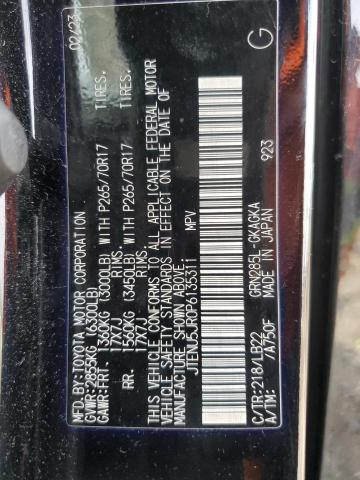 MFD.BY:TOYOTA MOTOR CORPORATION 02/23
GVWR:2855KG (6300LB)
GAWR:FRT. 1360KG (3000LB) WITH P265/70R17 TIRES.
17X7J RIMS.
RR. 1560KG (3450LB) WITH P265/70R17 TIRES.
17X7J RIMS.
THIS VEHICLE CONFORMS TO ALL APPLICABLE FEDERAL MOTOR
VEHICLE SAFETY STANDARDS IN EFFECT ON THE DATE OF
MANUFACTURE SHOWN ABOVE.
JTENU5JR0P6135311 MPV
C/TR:218/LB22 GRN285L-GKAGKA
A/TM: /A750F MADE IN JAPAN
923
G